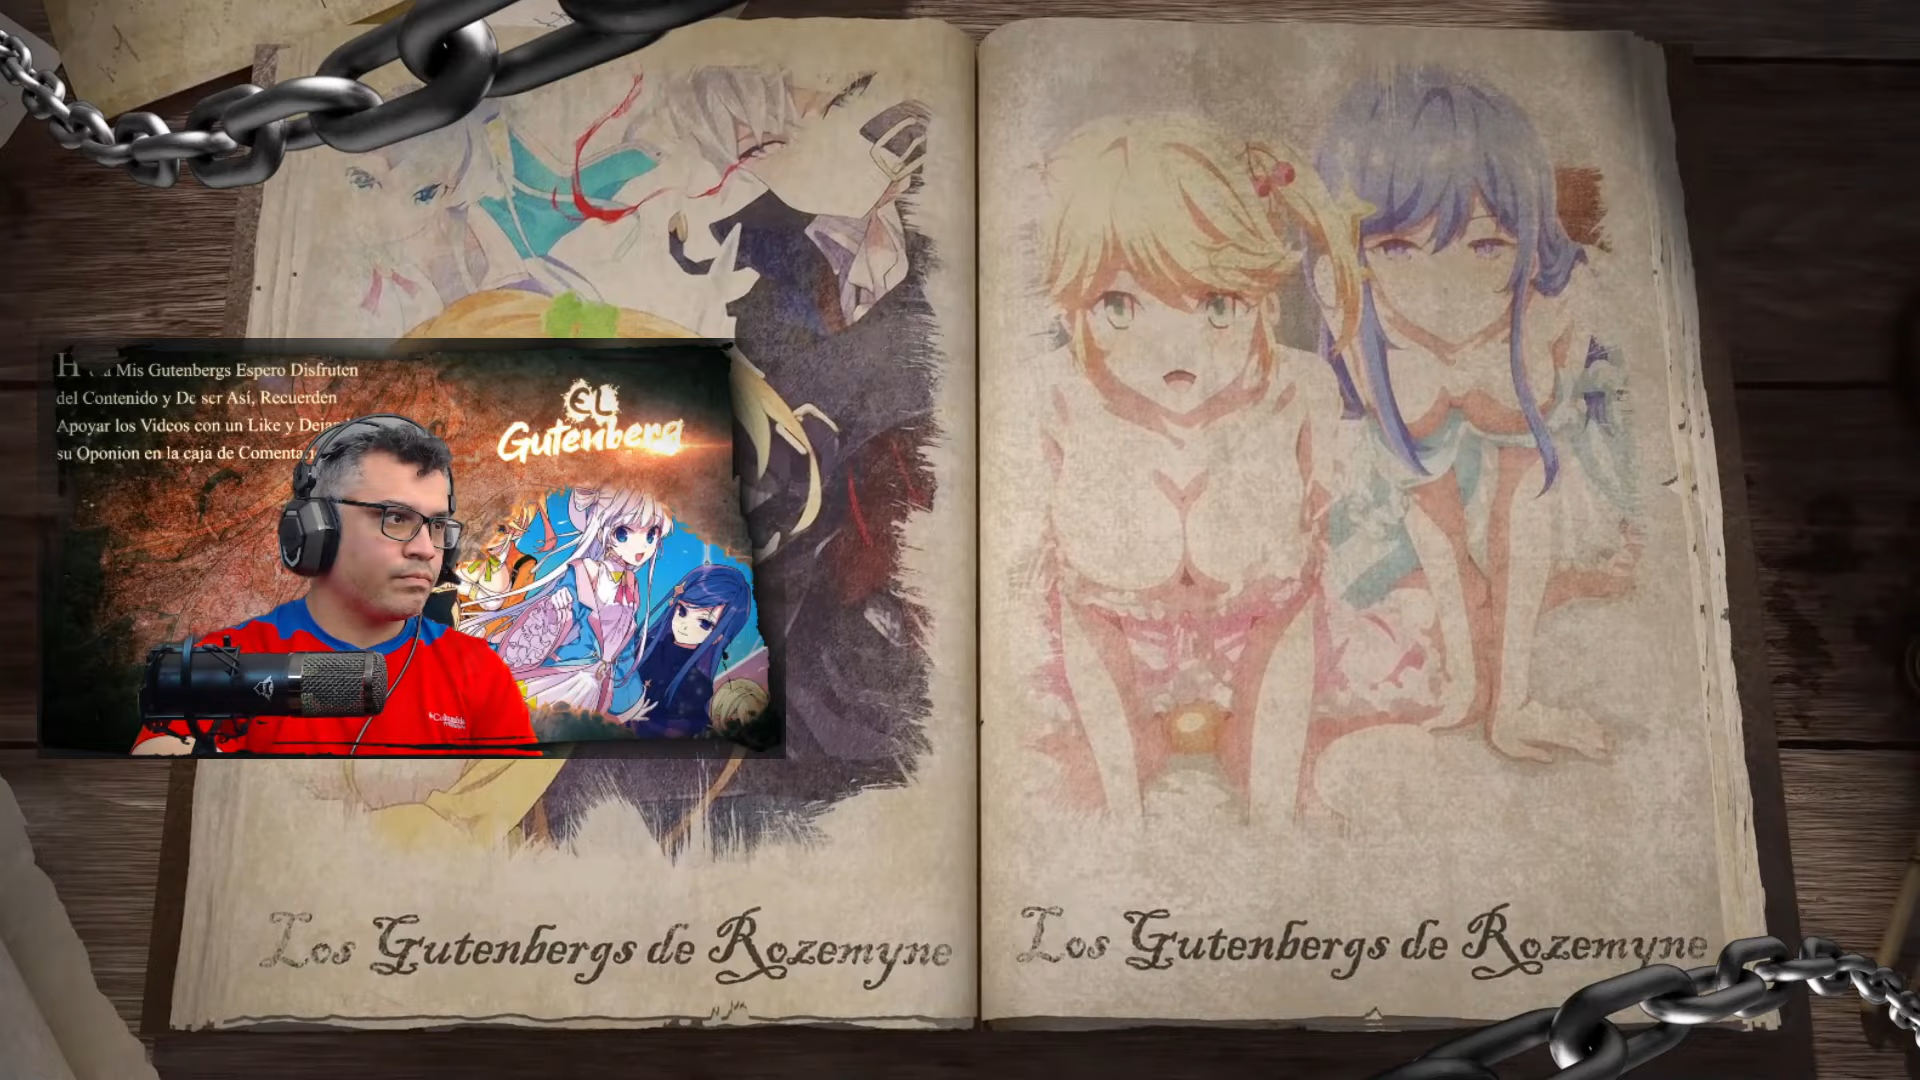 Mis Gutenbergs Espero Disfruten
del Contenido y De ser Así, Recuerden
Apoyar los Videos con un Like y
su Oponion en la caja de
EL
Gutenberg
Columbia
Los Gutenbergs de Rozemyne
Los Gutenbergs de Rozemyne